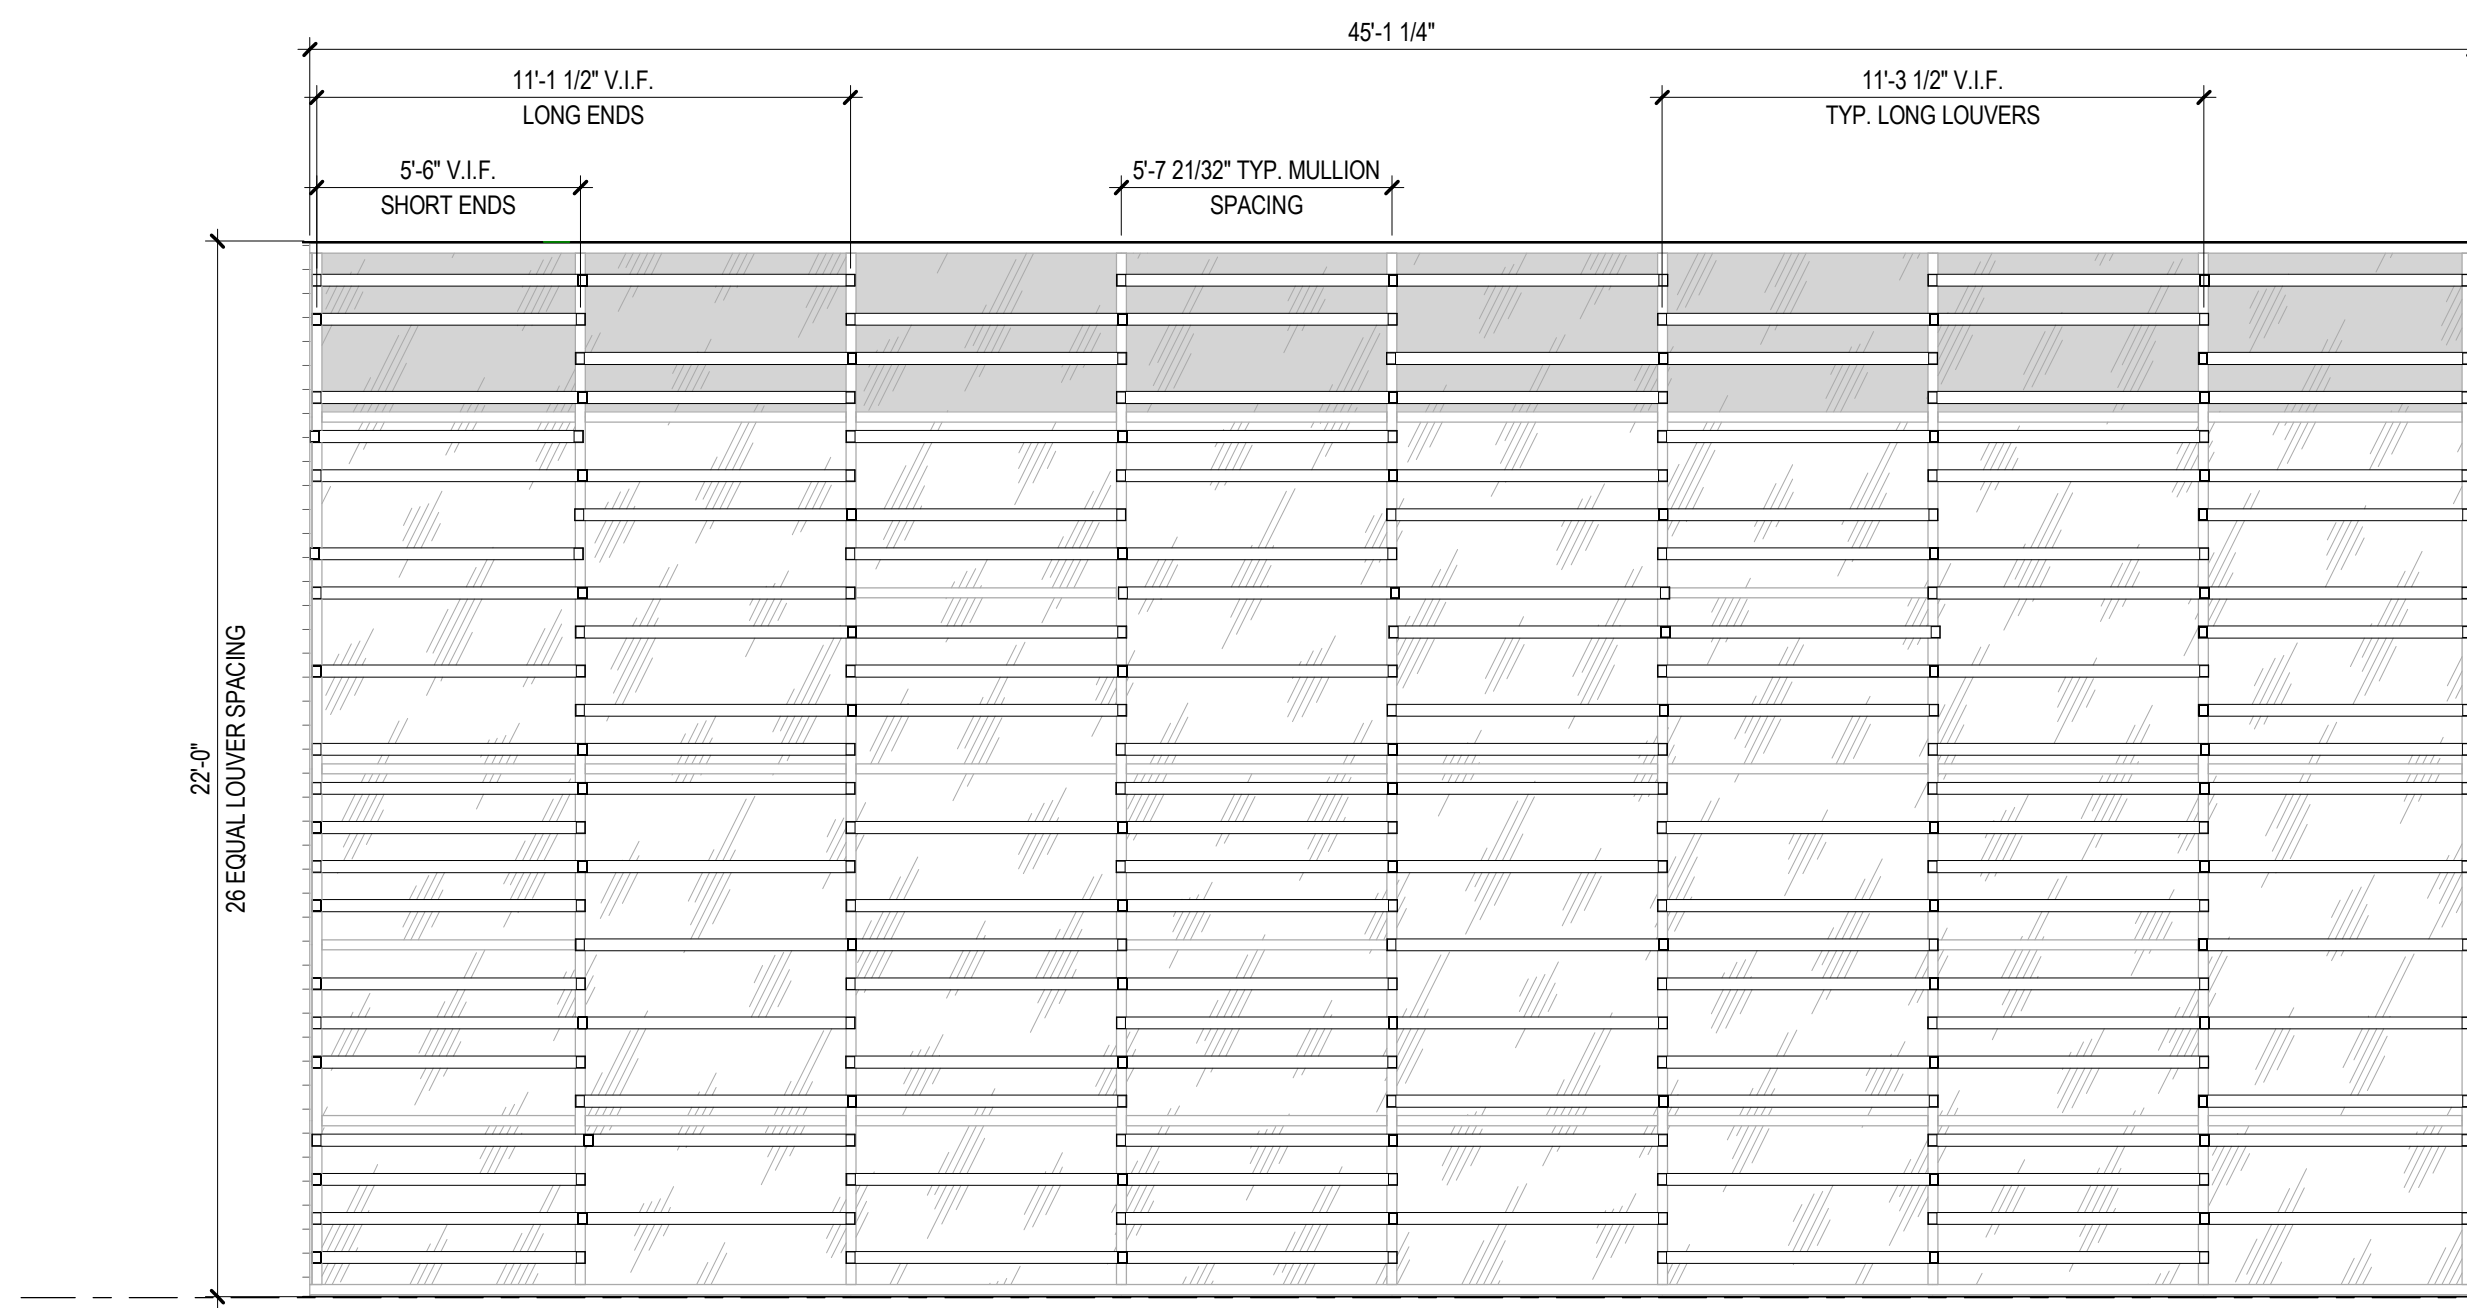 45'-1 1/4"
11'-1 1/2" V.I.F.
LONG ENDS
11'-3 1/2" V.I.F.
TYP. LONG LOUVERS
5'-6" V.I.F.
SHORT ENDS
5'-7 21/32" TYP. MULLION
SPACING
22'-0"
26 EQUAL LOUVER SPACING